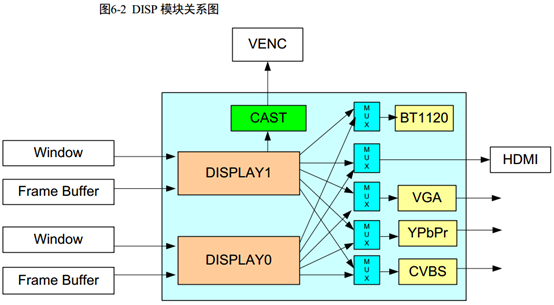 图6-2 DISP 模块关系图
VENC
CAST
MUX
BT1120
Window
DISPLAY1
MUX
HDMI
Frame Buffer
MUX
VGA
Window
DISPLAY0
MUX
YPbPr
Frame Buffer
MUX
CVBS